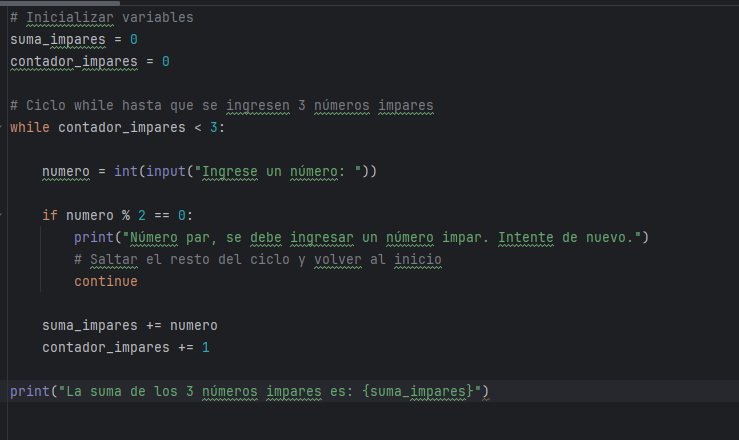 # Inicializar variables
suma_impares = 0
contador_impares = 0
# Ciclo while hasta que se ingresen 3 números impares
while contador_impares < 3:
numero = int(input("Ingrese un número: "))
if numero % 2 == 0:
print("Número par, se debe ingresar un número impar. Intente de nuevo.")
# Saltar el resto del ciclo y volver al inicio
continue
suma_impares += numero
contador_impares += 1
print("La suma de los 3 números impares es: {suma_impares}")